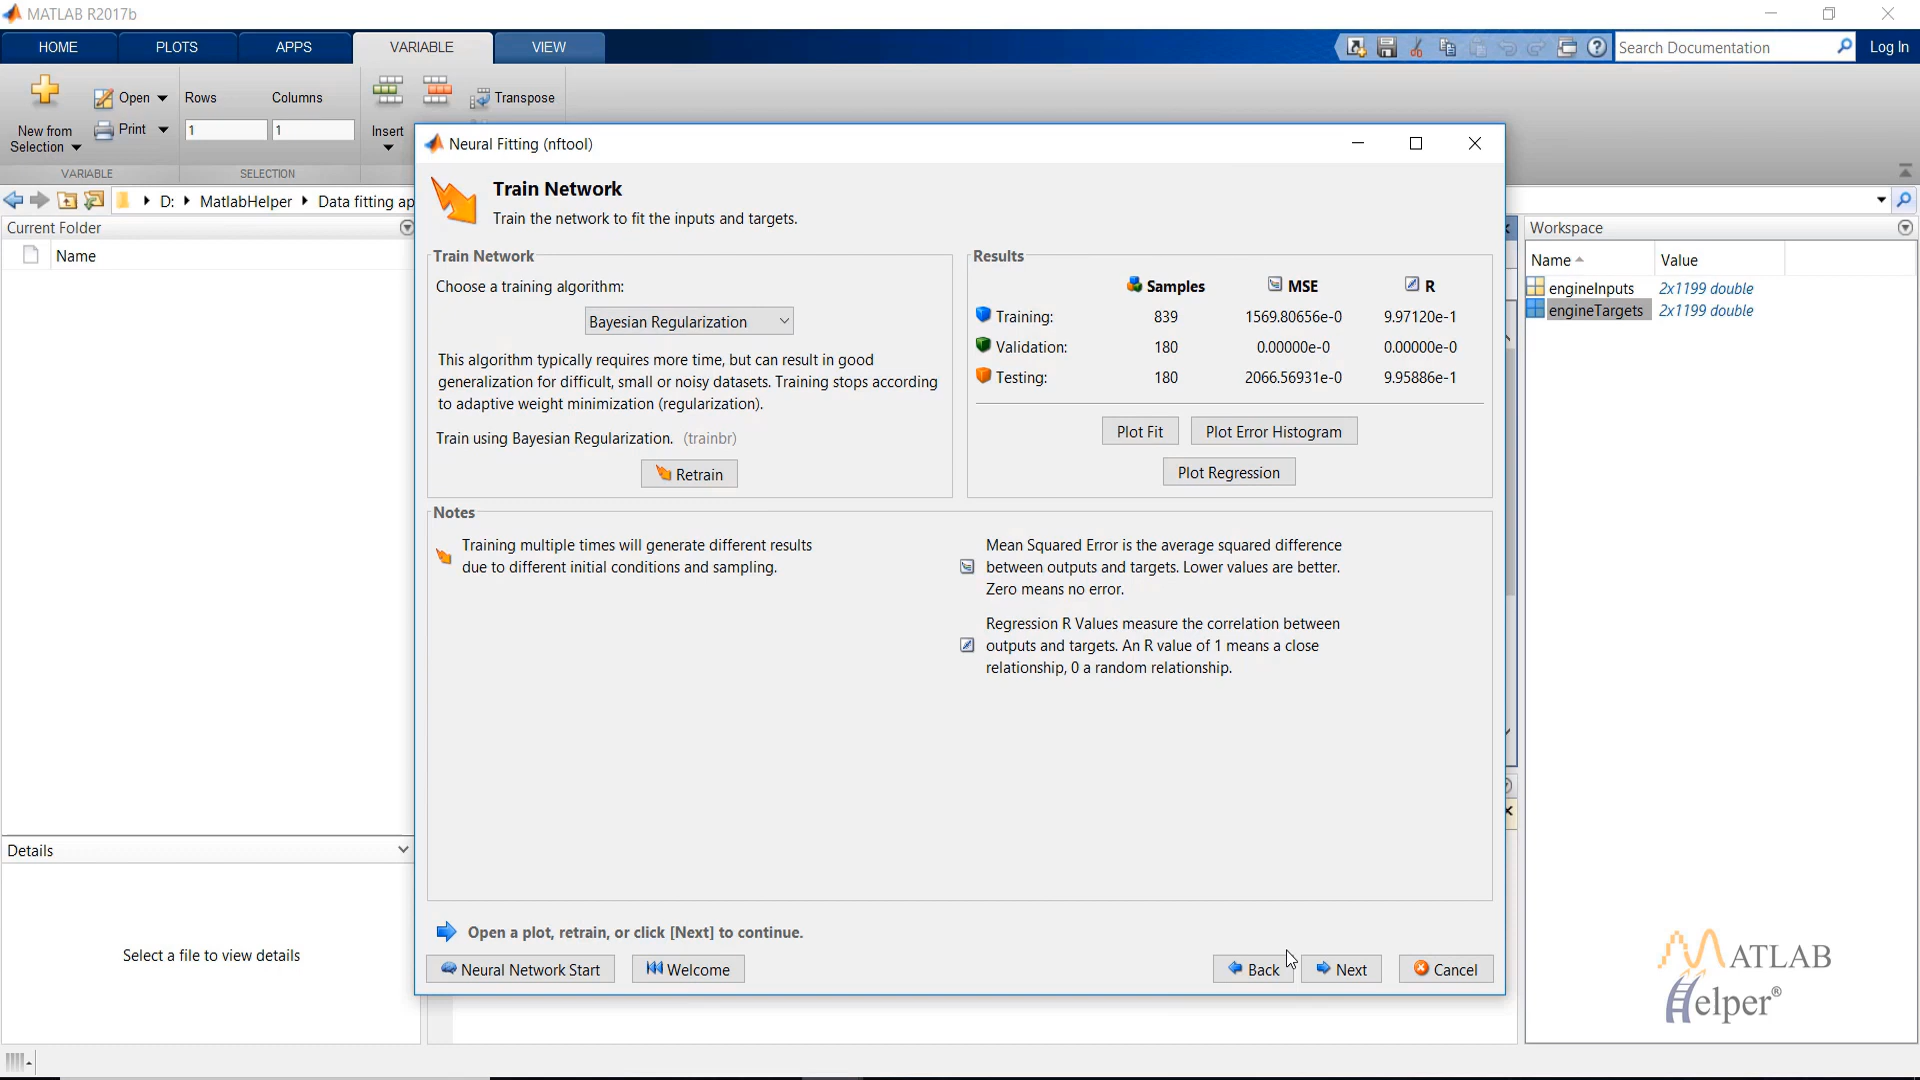 MATLAB R2017b
HOME PLOTS APPS VARIABLE VIEW
Search Documentation Log In
New from Selection
Open
Print
Rows Columns
1 1
Insert
Transpose
VARIABLE SELECTION
D: MatlabHelper Data fitting ap
Current Folder
Name
Details
Select a file to view details
Neural Fitting (nftool)
Train Network
Train the network to fit the inputs and targets.
Train Network
Choose a training algorithm:
Bayesian Regularization
This algorithm typically requires more time, but can result in good
generalization for difficult, small or noisy datasets. Training stops according
to adaptive weight minimization (regularization).
Train using Bayesian Regularization. (trainbr)
Retrain
Results
Samples MSE R
Training: 839 1569.80656e-0 9.97120e-1
Validation: 180 0.00000e-0 0.00000e-0
Testing: 180 2066.56931e-0 9.95886e-1
Plot Fit Plot Error Histogram
Plot Regression
Notes
Training multiple times will generate different results
due to different initial conditions and sampling.
Mean Squared Error is the average squared difference
between outputs and targets. Lower values are better.
Zero means no error.
Regression R Values measure the correlation between
outputs and targets. An R value of 1 means a close
relationship, 0 a random relationship.
Open a plot, retrain, or click [Next] to continue.
Neural Network Start Welcome Back Next Cancel
Workspace
Name Value
engineInputs 2x1199 double
engineTargets 2x1199 double
MATLAB
Helper®